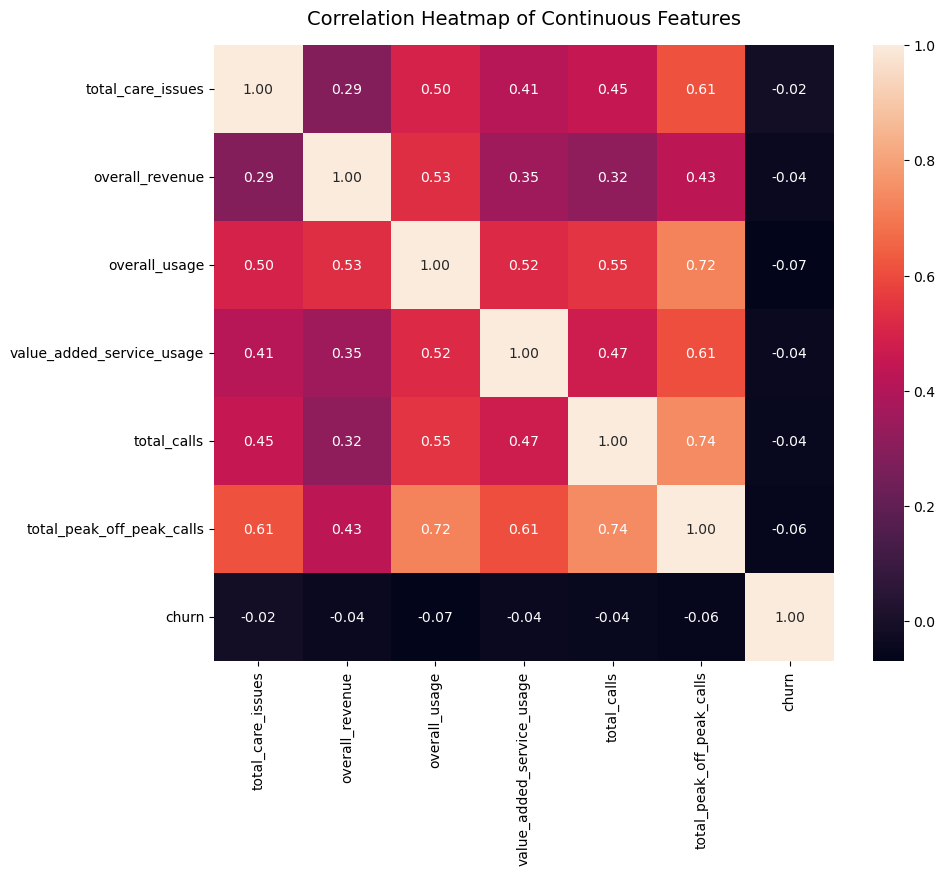 Correlation Heatmap of Continuous Features
total_care_issues 1.00 0.29 0.50 0.41 0.45 0.61 -0.02
overall_revenue 0.29 1.00 0.53 0.35 0.32 0.43 -0.04
overall_usage 0.50 0.53 1.00 0.52 0.55 0.72 -0.07
value_added_service_usage 0.41 0.35 0.52 1.00 0.47 0.61 -0.04
total_calls 0.45 0.32 0.55 0.47 1.00 0.74 -0.04
total_peak_off_peak_calls 0.61 0.43 0.72 0.61 0.74 1.00 -0.06
churn -0.02 -0.04 -0.07 -0.04 -0.04 -0.06 1.00
total_care_issues
overall_revenue
overall_usage
value_added_service_usage
total_calls
total_peak_off_peak_calls
churn
1.0
0.8
0.6
0.4
0.2
0.0